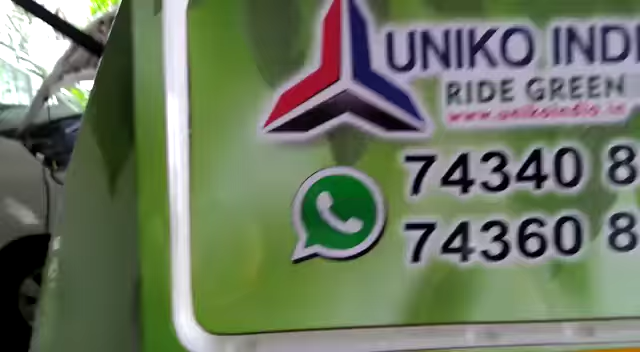 UNIKO INDI
RIDE GREEN
www.unikoindia.in
74340 8
74360 8